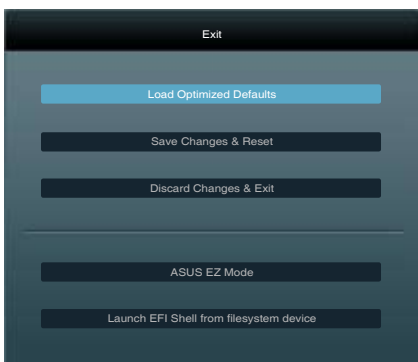 Exit
Load Optimized Defaults
Save Changes & Reset
Discard Changes & Exit
ASUS EZ Mode
Launch EFI Shell from filesystem device